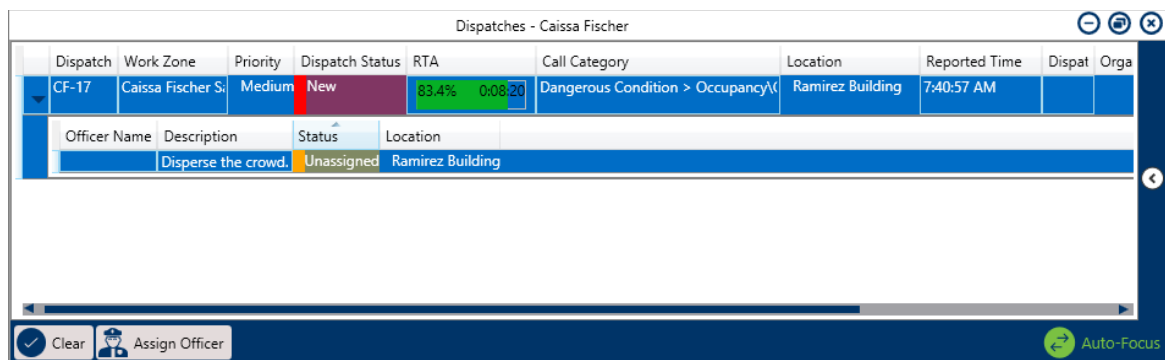 Dispatches - Caissa Fischer
Dispatch Work Zone Priority Dispatch Status RTA Call Category Location Reported Time Dispat Orga
CF-17 Caissa Fischer Sa Medium New 83.4% 0:08:20 Dangerous Condition > Occupancy\( Ramirez Building 7:40:57 AM
Officer Name Description Status Location
Disperse the crowd. Unassigned Ramirez Building
Clear Assign Officer Auto-Focus